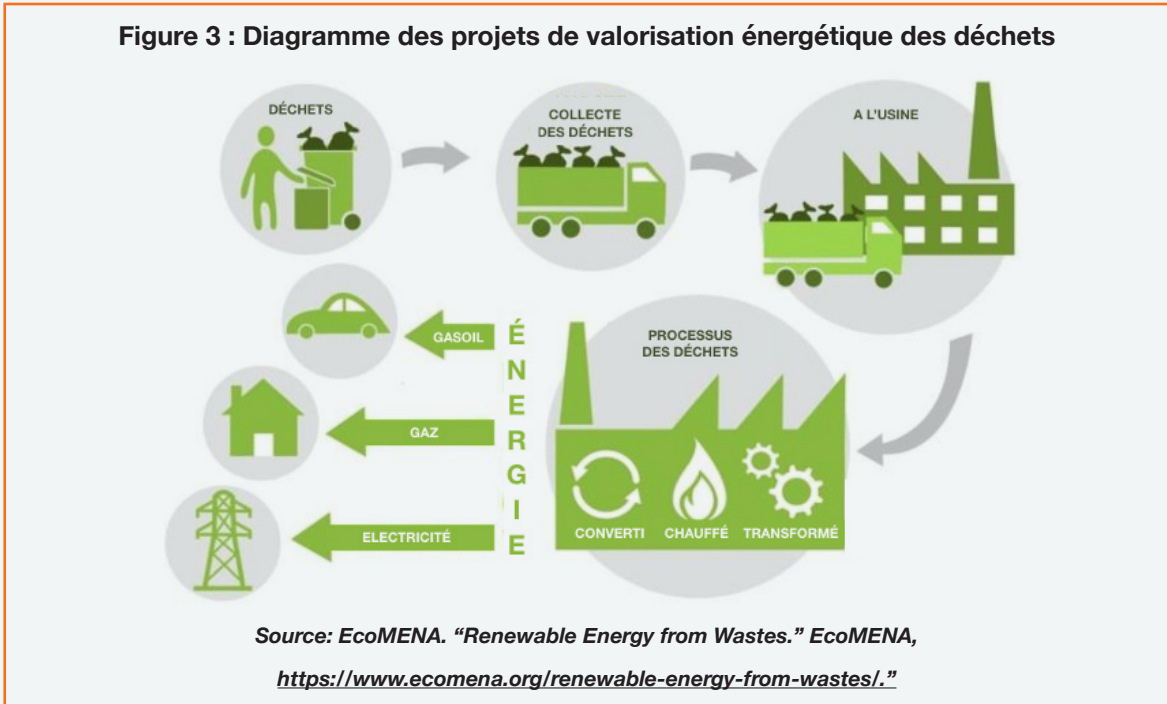 Figure 3 : Diagramme des projets de valorisation énergétique des déchets
DÉCHETS
COLLECTE
DES DÉCHETS
A L'USINE
PROCESSUS
DES DÉCHETS
CONVERTI
CHAUFFÉ
TRANSFORMÉ
ÉNERGIE
GASOIL
GAZ
ELECTRICITÉ
Source: EcoMENA. “Renewable Energy from Wastes.” EcoMENA,
https://www.ecomena.org/renewable-energy-from-wastes/.”